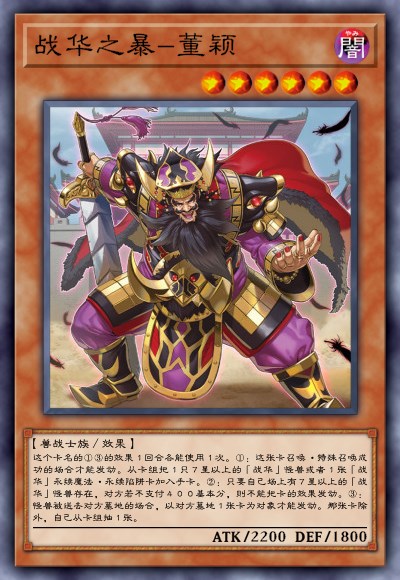 战华之暴-董颖
やみ
闇
【兽战士族/效果】
这个卡名的①③的效果1回合各能使用1次。①：这张卡召唤·特殊召唤成
功的场合才能发动。从卡组把1只7星以上的「战华」怪兽或者1张「战
华」永续魔法·永续陷阱卡加入手卡。②：只要自己场上有7星以上的「战
华」怪兽存在，对方若不支付400基本分，则不能把卡的效果发动。③：
怪兽被送去对方墓地的场合，以对方墓地1张卡为对象才能发动。那张卡除
外，自己从卡组抽1张。
ATK/2200 DEF/1800